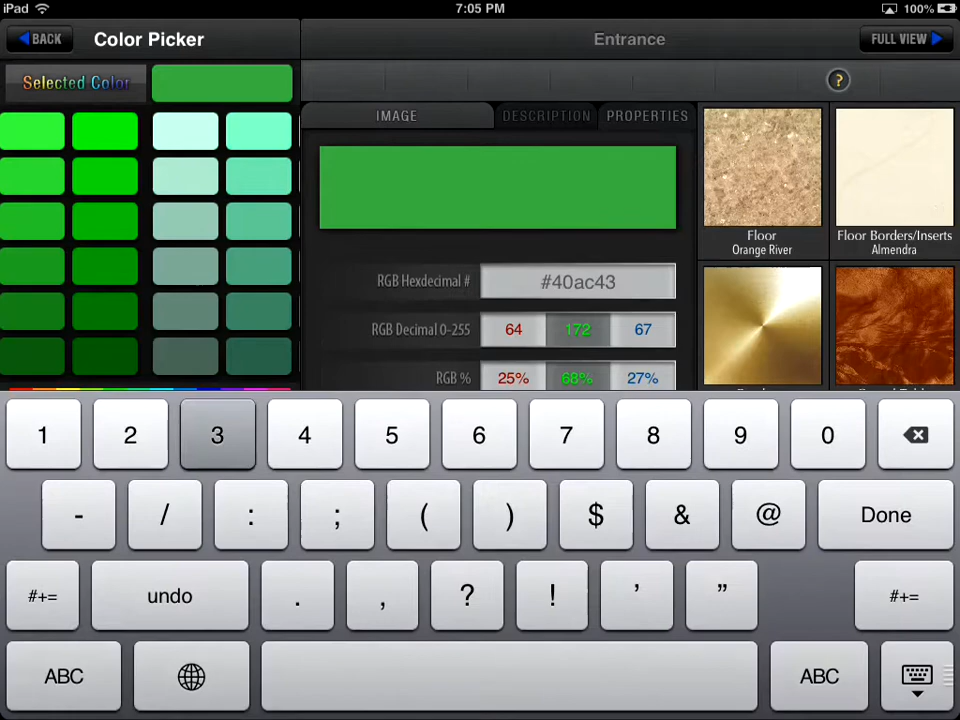 iPad 7:05 PM 100%
BACK Color Picker Entrance FULL VIEW
Selected Color ?
IMAGE DESCRIPTION PROPERTIES
Floor
Orange River
Floor Borders/Inserts
Almendra
RGB Hexdecimal # #40ac43
RGB Decimal 0-255 64 172 67
RGB % 25% 68% 27%
1 2 3 4 5 6 7 8 9 0
- / : ; ( ) $ & @ Done
#+= undo . , ? ! ’ ” #+=
ABC ABC